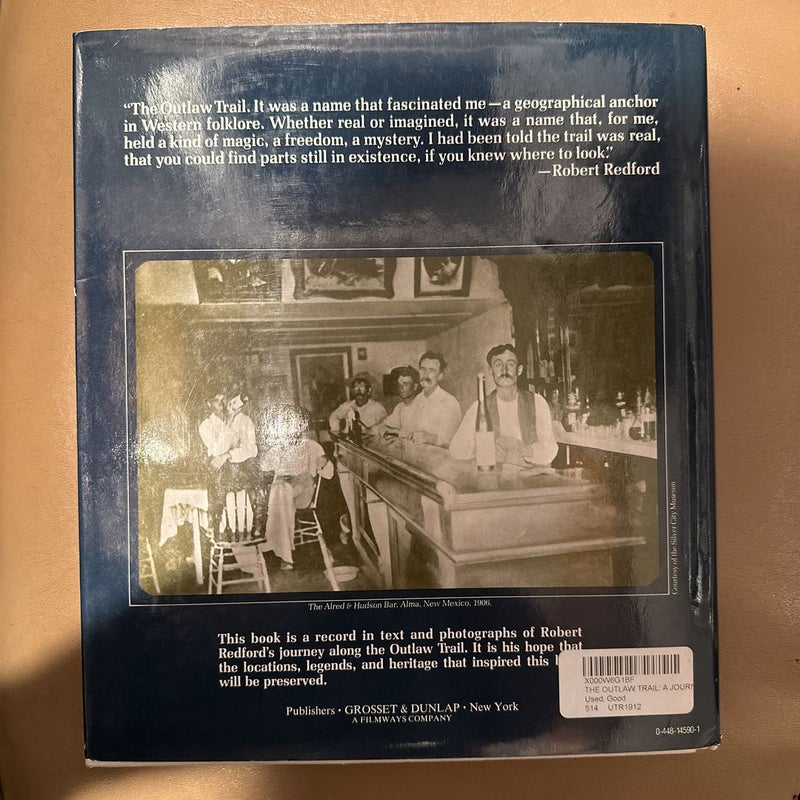 “The Outlaw Trail. It was a name that fascinated me—a geographical anchor
in Western folklore. Whether real or imagined, it was a name that, for me,
held a kind of magic, a freedom, a mystery. I had been told the trail was real,
that you could find parts still in existence, if you knew where to look.”
—Robert Redford
Courtesy of the Silver City Museum
The Alred & Hudson Bar, Alma, New Mexico, 1906.
This book is a record in text and photographs of Robert
Redford's journey along the Outlaw Trail. It is his hope that
the locations, legends, and heritage that inspired this
will be preserved.
X000W6G1BF
THE OUTLAW TRAIL: A JOURN
Used, Good
514 UTR1912
Publishers • GROSSET & DUNLAP • New York
A FILMWAYS COMPANY
0-448-14590-1